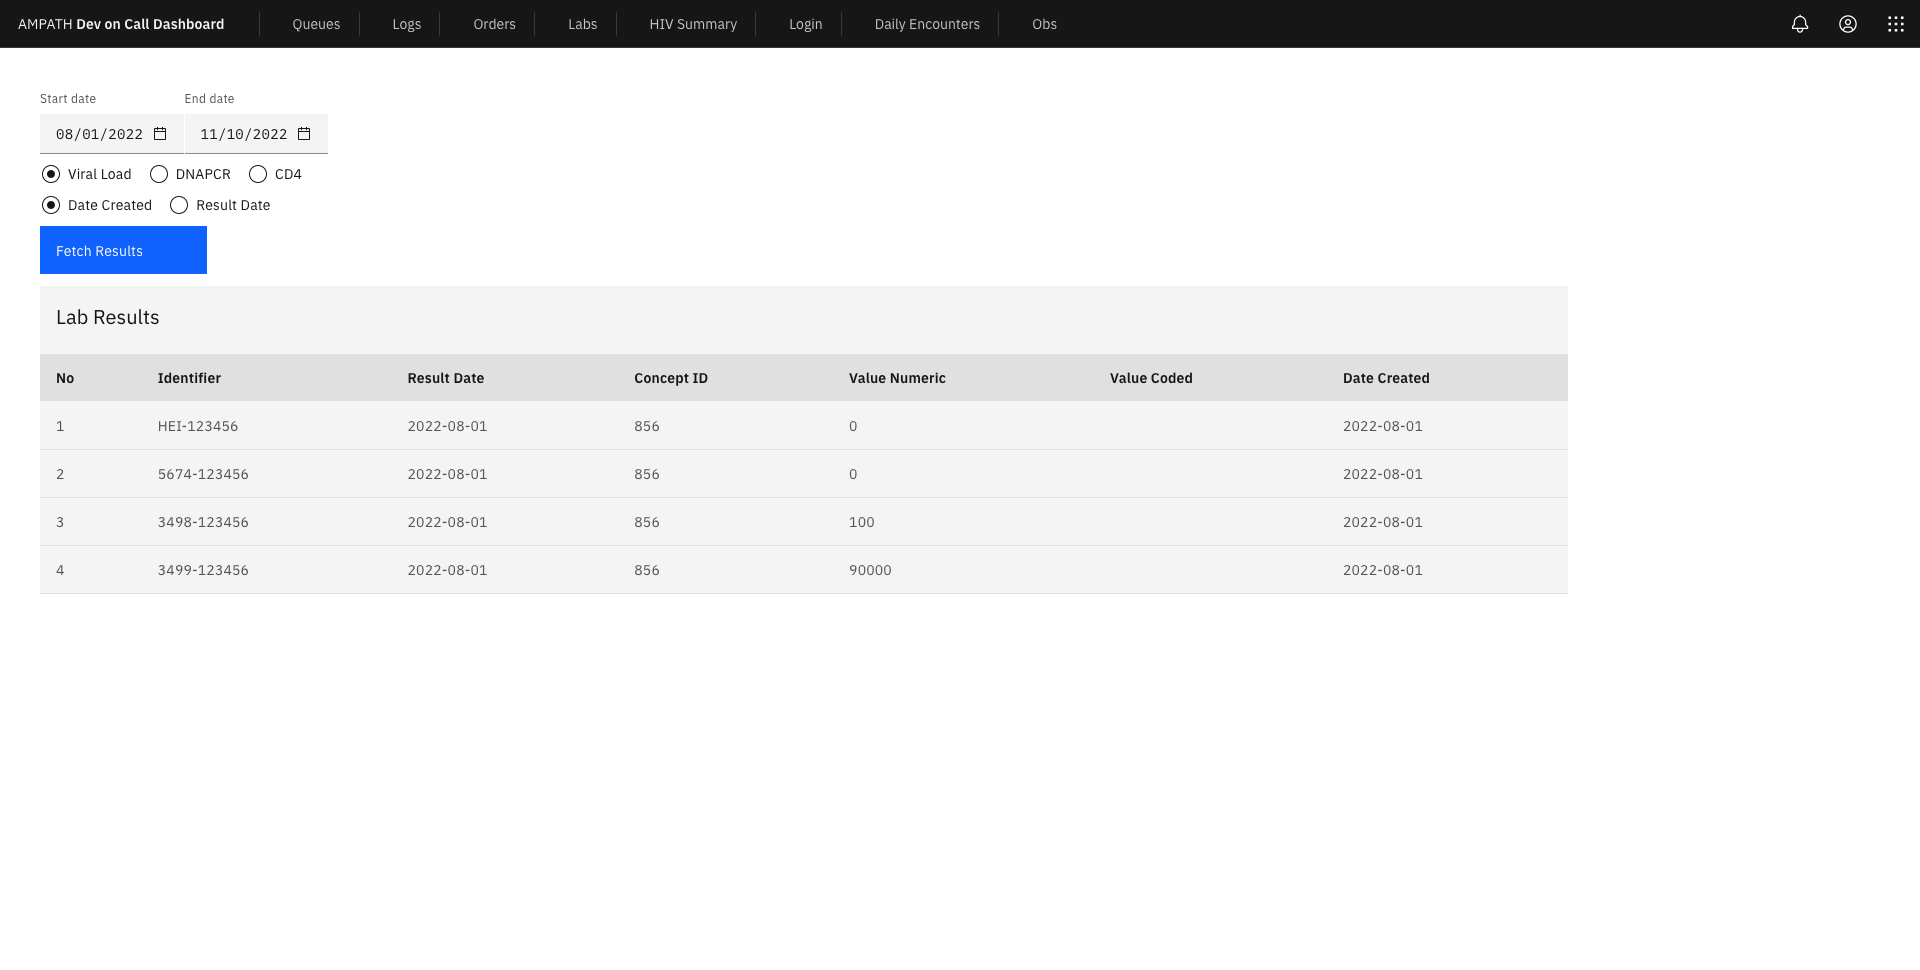 AMPATH Dev on Call Dashboard Queues Logs Orders Labs HIV Summary Login Daily Encounters Obs
Start date End date
08/01/2022 11/10/2022
Viral Load DNAPCR CD4
Date Created Result Date
Fetch Results
Lab Results
No Identifier Result Date Concept ID Value Numeric Value Coded Date Created
1 HEI-123456 2022-08-01 856 0 2022-08-01
2 5674-123456 2022-08-01 856 0 2022-08-01
3 3498-123456 2022-08-01 856 100 2022-08-01
4 3499-123456 2022-08-01 856 90000 2022-08-01